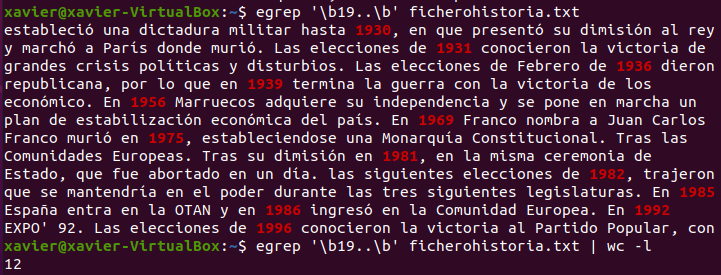 xavier@xavier-VirtualBox:~$ egrep '\b19..\b' ficherohistoria.txt
estableció una dictadura militar hasta 1930, en que presentó su dimisión al rey
y marchó a París donde murió. Las elecciones de 1931 conocieron la victoria de
grandes crisis políticas y disturbios. Las elecciones de Febrero de 1936 dieron
republicana, por lo que en 1939 termina la guerra con la victoria de los
económico. En 1956 Marruecos adquiere su independencia y se pone en marcha un
plan de estabilización económica del país. En 1969 Franco nombra a Juan Carlos
Franco murió en 1975, estableciendose una Monarquía Constitucional. Tras las
Comunidades Europeas. Tras su dimisión en 1981, en la misma ceremonia de
Estado, que fue abortado en un día. las siguientes elecciones de 1982, trajeron
que se mantendría en el poder durante las tres siguientes legislaturas. En 1985
España entra en la OTAN y en 1986 ingresó en la Comunidad Europea. En 1992
EXPO' 92. Las elecciones de 1996 conocieron la victoria al Partido Popular, con
xavier@xavier-VirtualBox:~$ egrep '\b19..\b' ficherohistoria.txt | wc -l
12